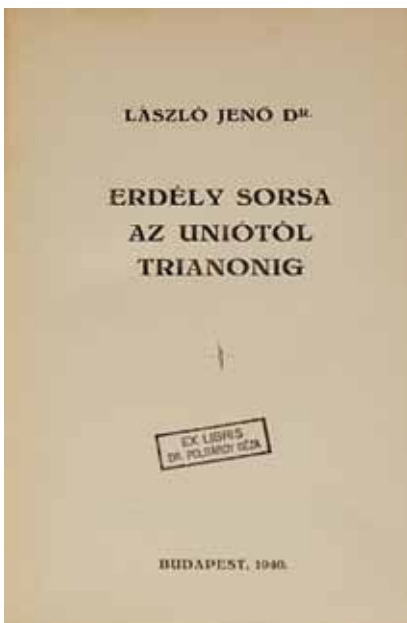 LÁSZLÓ JENŐ DR.
ERDÉLY SORSA
AZ UNIÓTÓL
TRIANONIG
EX LIBRIS
DR. POLGÁRDY GÉZA
BUDAPEST, 1940.